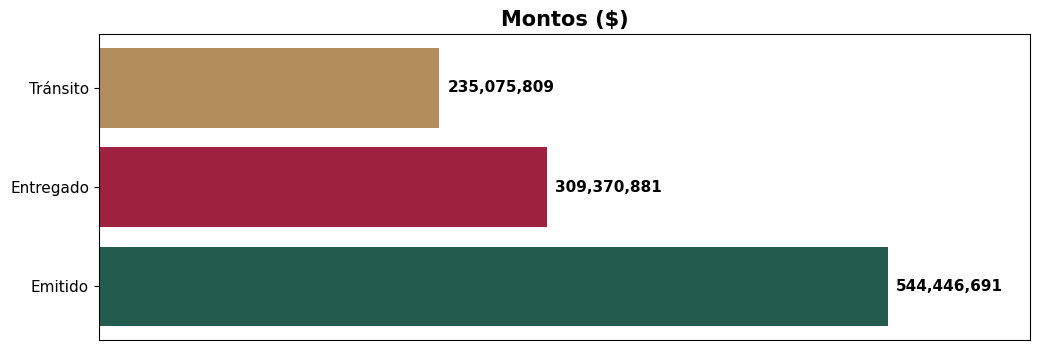 Montos ($)
Tránsito 235,075,809
Entregado 309,370,881
Emitido 544,446,691